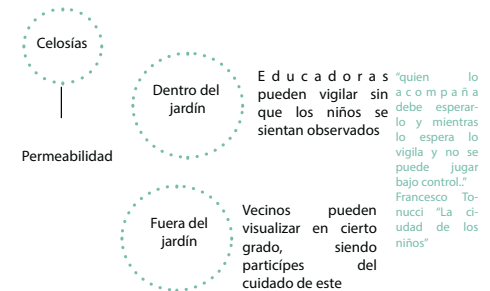 Celosías
Permeabilidad
Dentro del
jardín
Educadoras
pueden vigilar sin
que los niños se
sientan observados
"quien lo
acompaña
debe esperar-
lo y mientras
lo espera lo
vigila y no se
puede jugar
bajo control.."
Francesco To-
nucci "La ci-
udad de los
niños"
Fuera del
jardín
Vecinos pueden
visualizar en cierto
grado, siendo
particípes del
cuidado de este